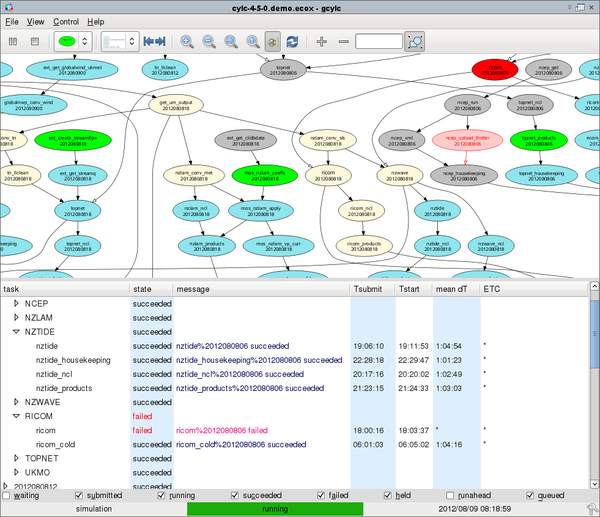 cylc-4-5-0.demo.ecox - gcylc
File View Control Help
ext_get_globalwind_ukmet
2012080900
tn_liclean
2012080812
topnet
2012080806
ricom
2012080806
ncep_get
2012080806
globalnwp_conv_wind
2012080900
get_um_output
2012080818
ncep_run
2012080806
topnet_ncl
2012080806
ricom
ext_create_streamflow
2012080818
ext_get_clidbdata
2012080818
nzlam_conv_sls
2012080818
ncep_xml
2012080806
topnet_products
2012080806
tn_liclean
2012080818
ext_get_streamq
2012080818
nzlam_conv_met
2012080818
mos_nzlam_coeffs
2012080818
ricom
2012080818
nzwave
2012080818
ncep_housekeeping
2012080806
topnet_housekeeping
2012080806
topnet
2012080818
nzlam_ncl
2012080818
mos_nzlam_apply
2012080818
ricom_ncl
2012080818
nztide
2012080818
topnet_ncl
2012080818
nzlam_products
2012080818
mos_nzlam_vp_curr
2012080818
ricom_products
2012080818
nztide_ncl
2012080818
nzwave_ncl
2012080818
task state message Tsubmit Tstart mean dT ETC
NCEP succeeded
NZLAM succeeded
NZTIDE succeeded
nztide succeeded nztide%2012080806 succeeded 19:06:10 19:11:53 1:04:54 *
nztide_housekeeping succeeded nztide_housekeeping%2012080806 succeeded 22:28:18 22:29:47 1:01:23 *
nztide_ncl succeeded nztide_ncl%2012080806 succeeded 20:17:16 20:20:02 1:02:49 *
nztide_products succeeded nztide_products%2012080806 succeeded 21:23:15 21:24:33 1:03:03 *
NZWAVE succeeded
RICOM failed
ricom failed ricom%2012080806 failed 18:00:16 18:03:37 * *
ricom_cold succeeded ricom_cold%2012080806 succeeded 06:01:03 06:05:02 1:04:16 *
TOPNET succeeded
UKMO succeeded
2012080812
waiting submitted running succeeded failed held runahead queued
simulation running 2012/08/09 08:18:59